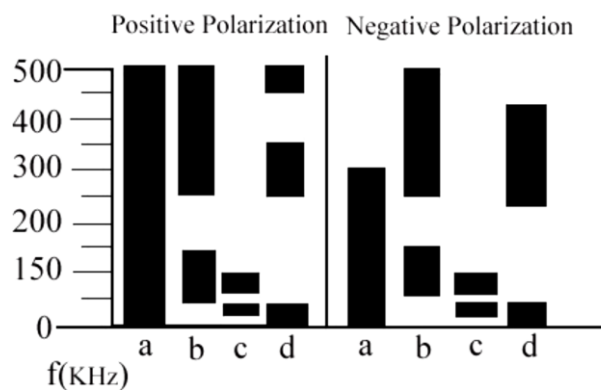 Positive Polarization Negative Polarization
500
400
300
200
150
0
a b c d a b c d
f(KHz)